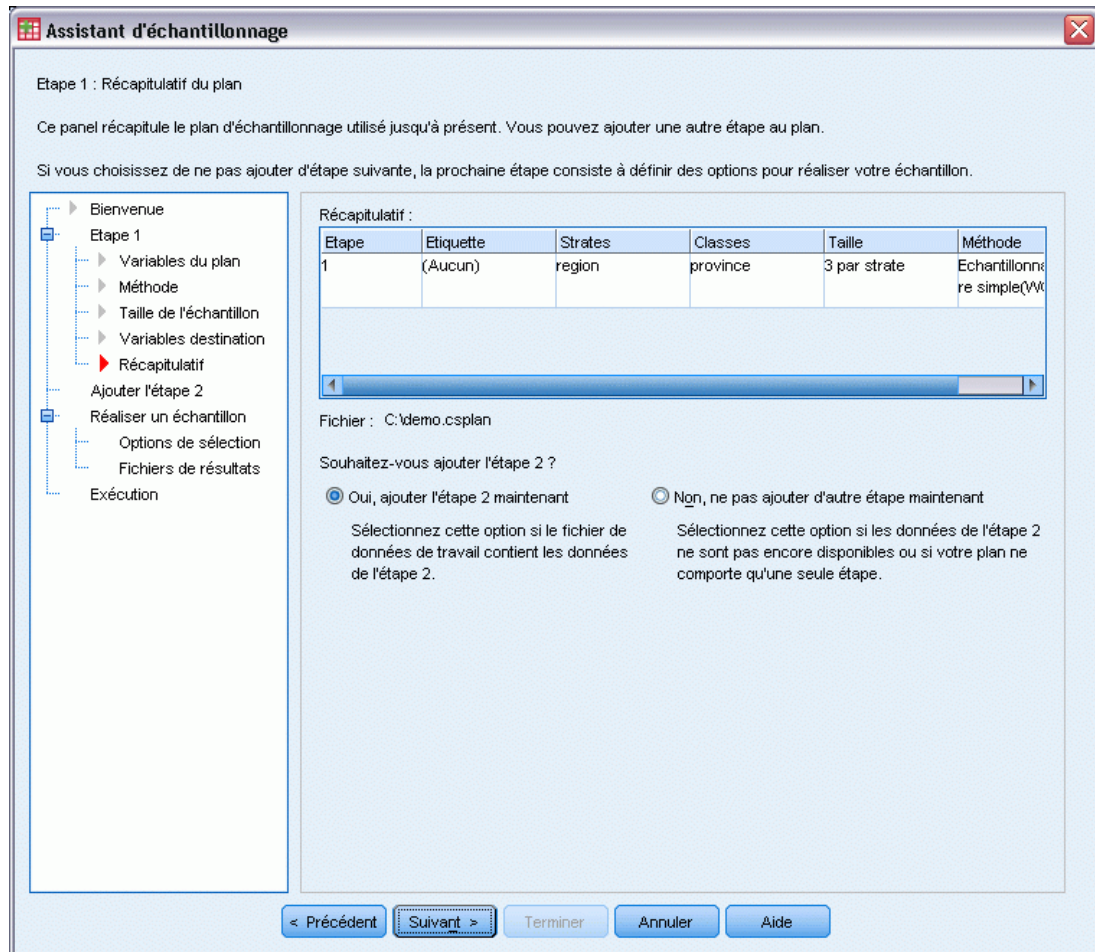 Assistant d'échantillonnage
Etape 1 : Récapitulatif du plan
Ce panel récapitule le plan d'échantillonnage utilisé jusqu'à présent. Vous pouvez ajouter une autre étape au plan.
Si vous choisissez de ne pas ajouter d'étape suivante, la prochaine étape consiste à définir des options pour réaliser votre échantillon.
Bienvenue
Etape 1
Variables du plan
Méthode
Taille de l'échantillon
Variables destination
Récapitulatif
Ajouter l'étape 2
Réaliser un échantillon
Options de sélection
Fichiers de résultats
Exécution
Récapitulatif :
Etape Etiquette Strates Classes Taille Méthode
1 (Aucun) region province 3 par strate Echantillonna
re simple(WO
Fichier : C:\demo.csplan
Souhaitez-vous ajouter l'étape 2 ?
Oui, ajouter l'étape 2 maintenant
Sélectionnez cette option si le fichier de
données de travail contient les données
de l'étape 2.
Non, ne pas ajouter d'autre étape maintenant
Sélectionnez cette option si les données de l'étape 2
ne sont pas encore disponibles ou si votre plan ne
comporte qu'une seule étape.
< Précédent Suivant > Terminer Annuler Aide